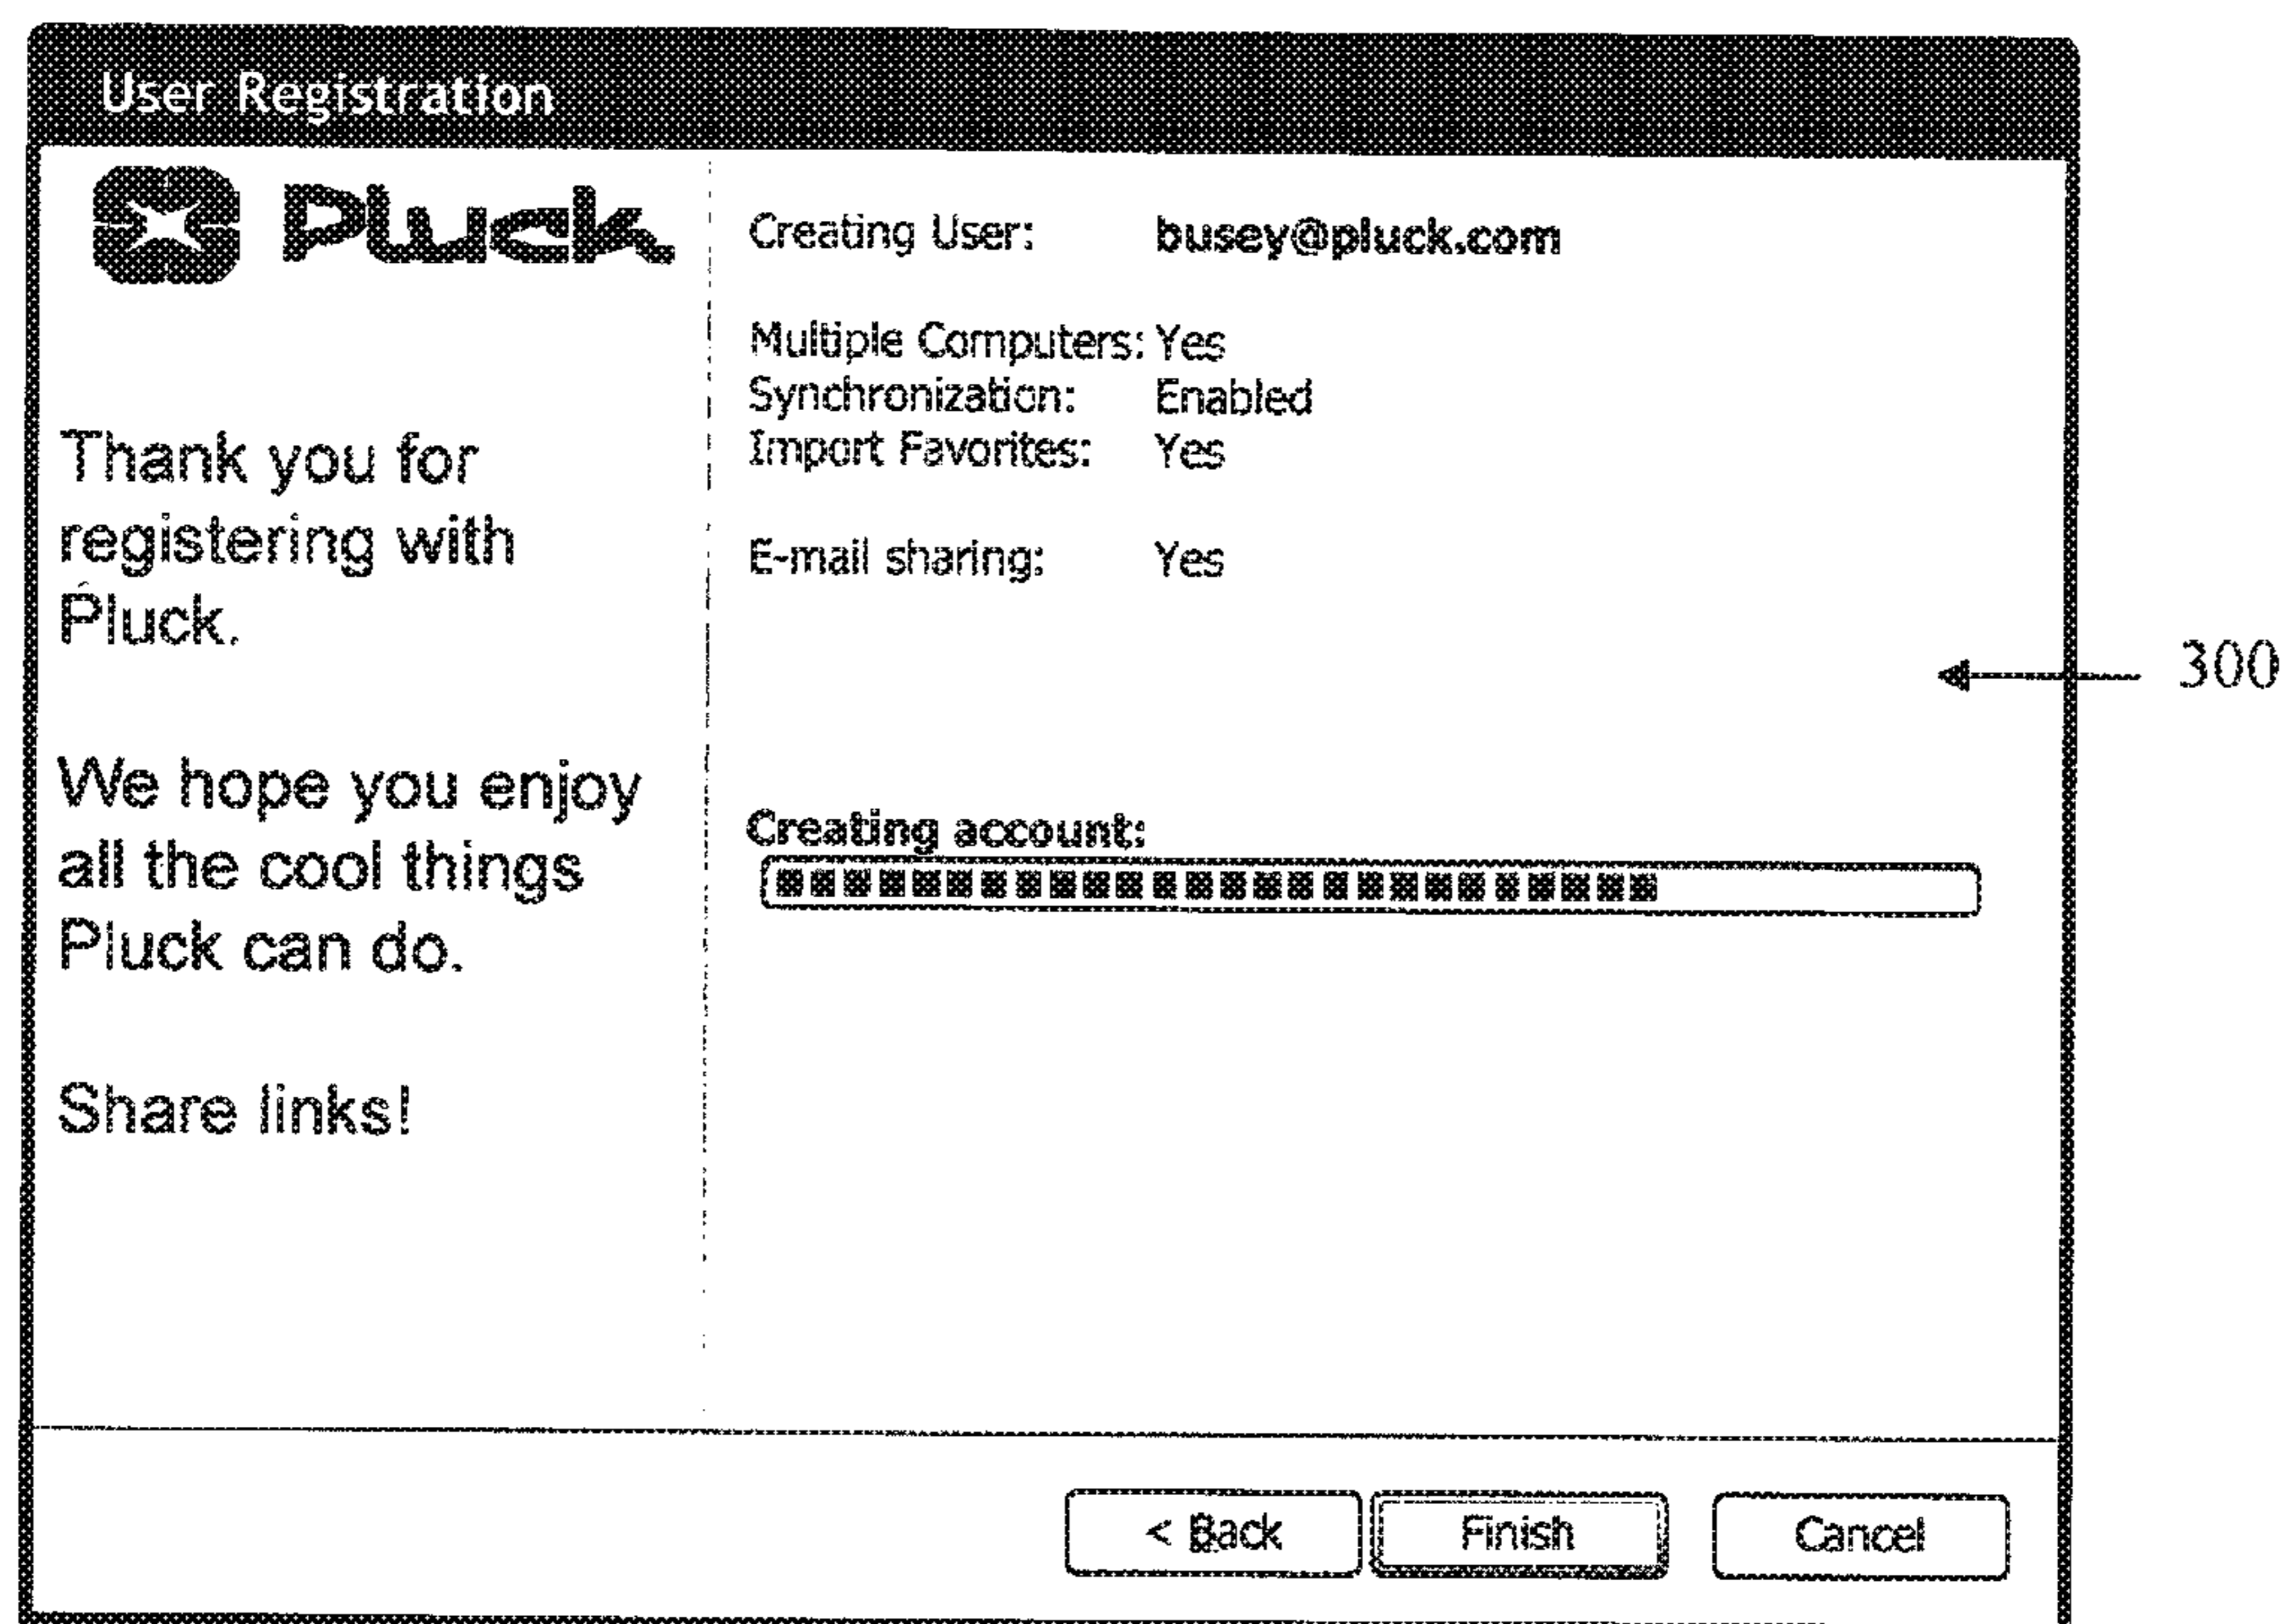 User Registration
Pluck
Thank you for
registering with
Pluck.
We hope you enjoy
all the cool things
Pluck can do.
Share links!
Creating User: busey@pluck.com
Multiple Computers: Yes
Synchronization: Enabled
Import Favorites: Yes
E-mail sharing: Yes
300
Creating account:
< Back Finish Cancel